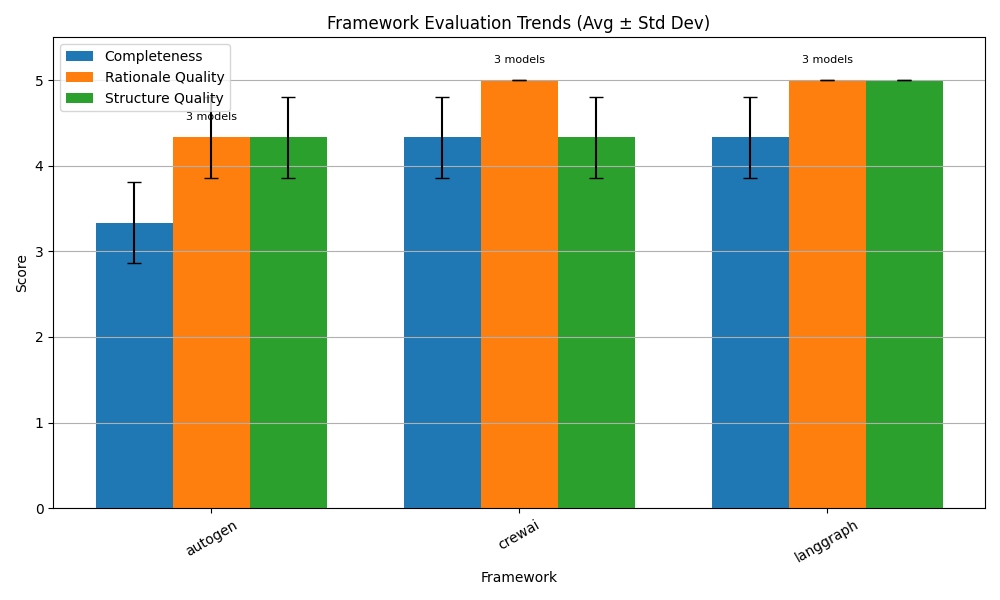 Framework Evaluation Trends (Avg ± Std Dev)
Completeness
Rationale Quality
Structure Quality
3 models
3 models
3 models
5
4
3
2
1
0
Score
autogen
crewai
langgraph
Framework